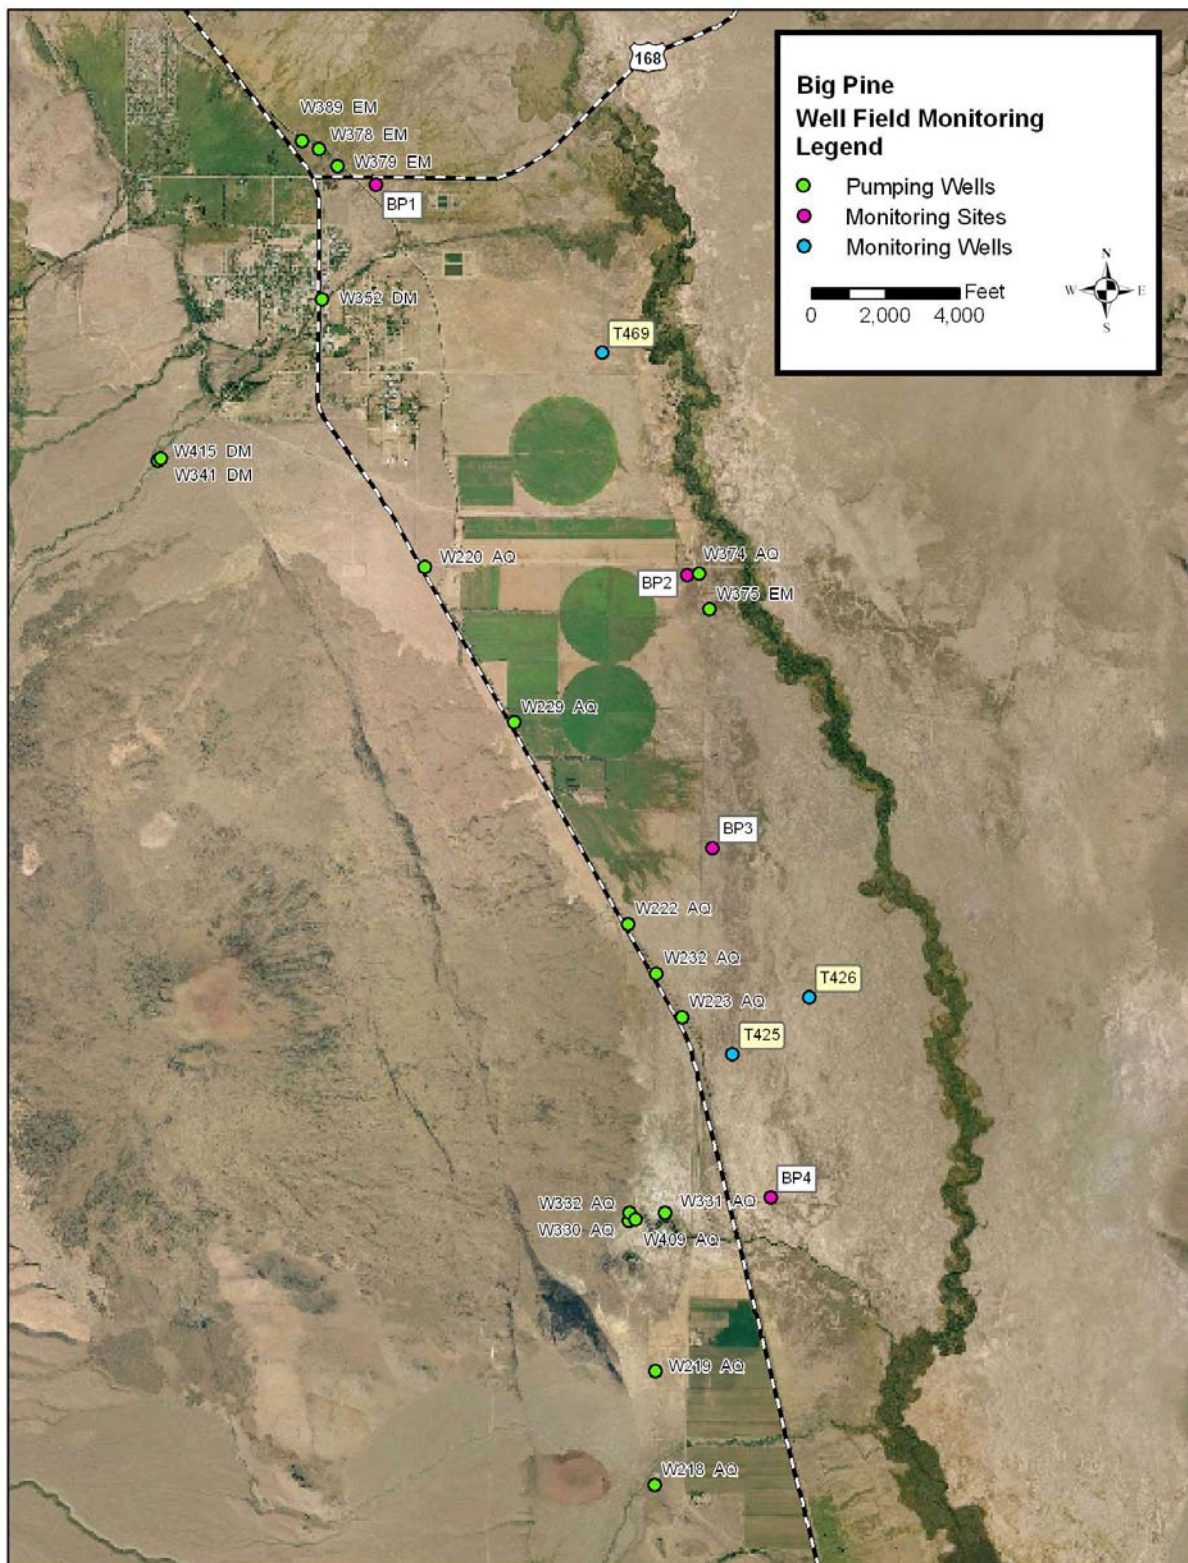 168
Big Pine
Well Field Monitoring
Legend
Pumping Wells
Monitoring Sites
Monitoring Wells
Feet
0 2,000 4,000
N
W E
S
W389 EM
W378 EM
W379 EM
BP1
W352 DM
T469
W415 DM
W341 DM
W220 AQ
W374 AQ
BP2
W375 EM
W229 AQ
BP3
W222 AQ
W232 AQ
T426
W223 AQ
T425
BP4
W332 AQ
W331 AQ
W330 AQ
W409 AQ
W219 AQ
W218 AQ